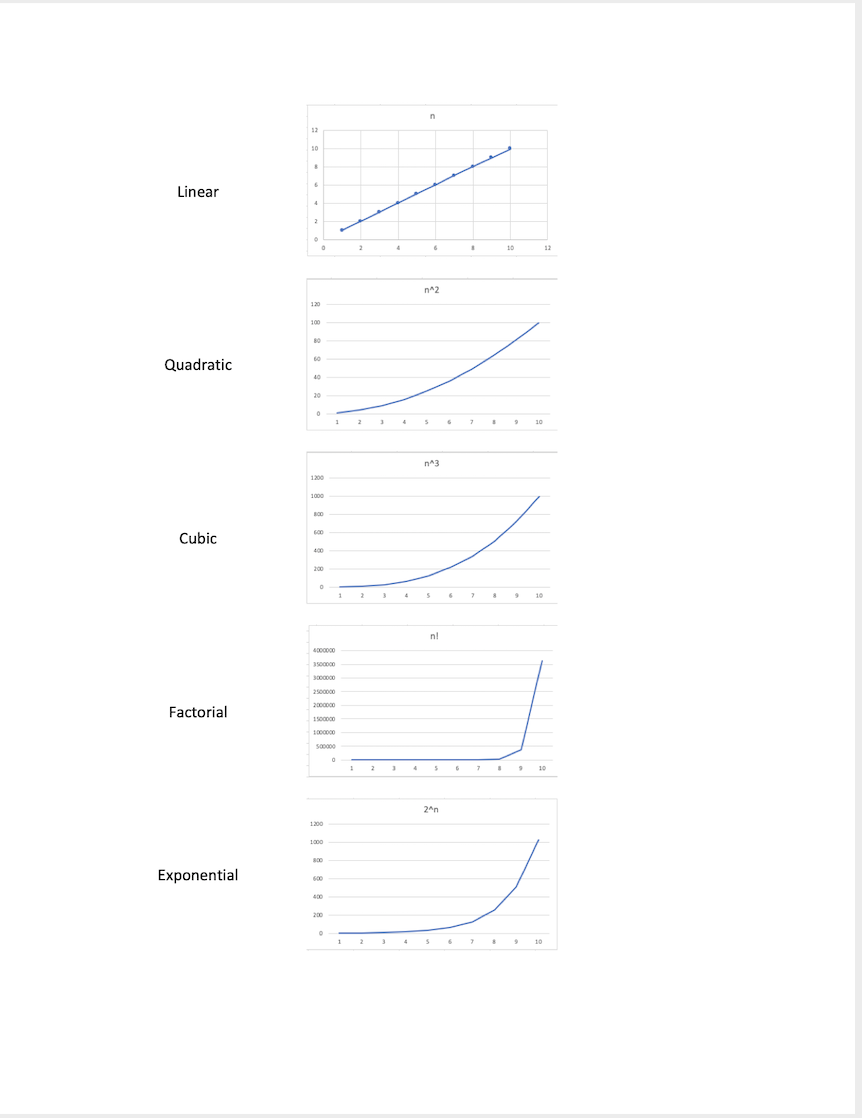 n
12
10
8
6
4
2
0
0 2 4 6 8 10 12
Linear
n^2
120
100
80
60
40
20
0
1 2 3 4 5 6 7 8 9 10
Quadratic
n^3
1200
1000
800
600
400
200
0
1 2 3 4 5 6 7 8 9 10
Cubic
n!
4000000
3500000
3000000
2500000
2000000
1500000
1000000
500000
0
1 2 3 4 5 6 7 8 9 10
Factorial
2^n
1200
1000
800
600
400
200
0
1 2 3 4 5 6 7 8 9 10
Exponential